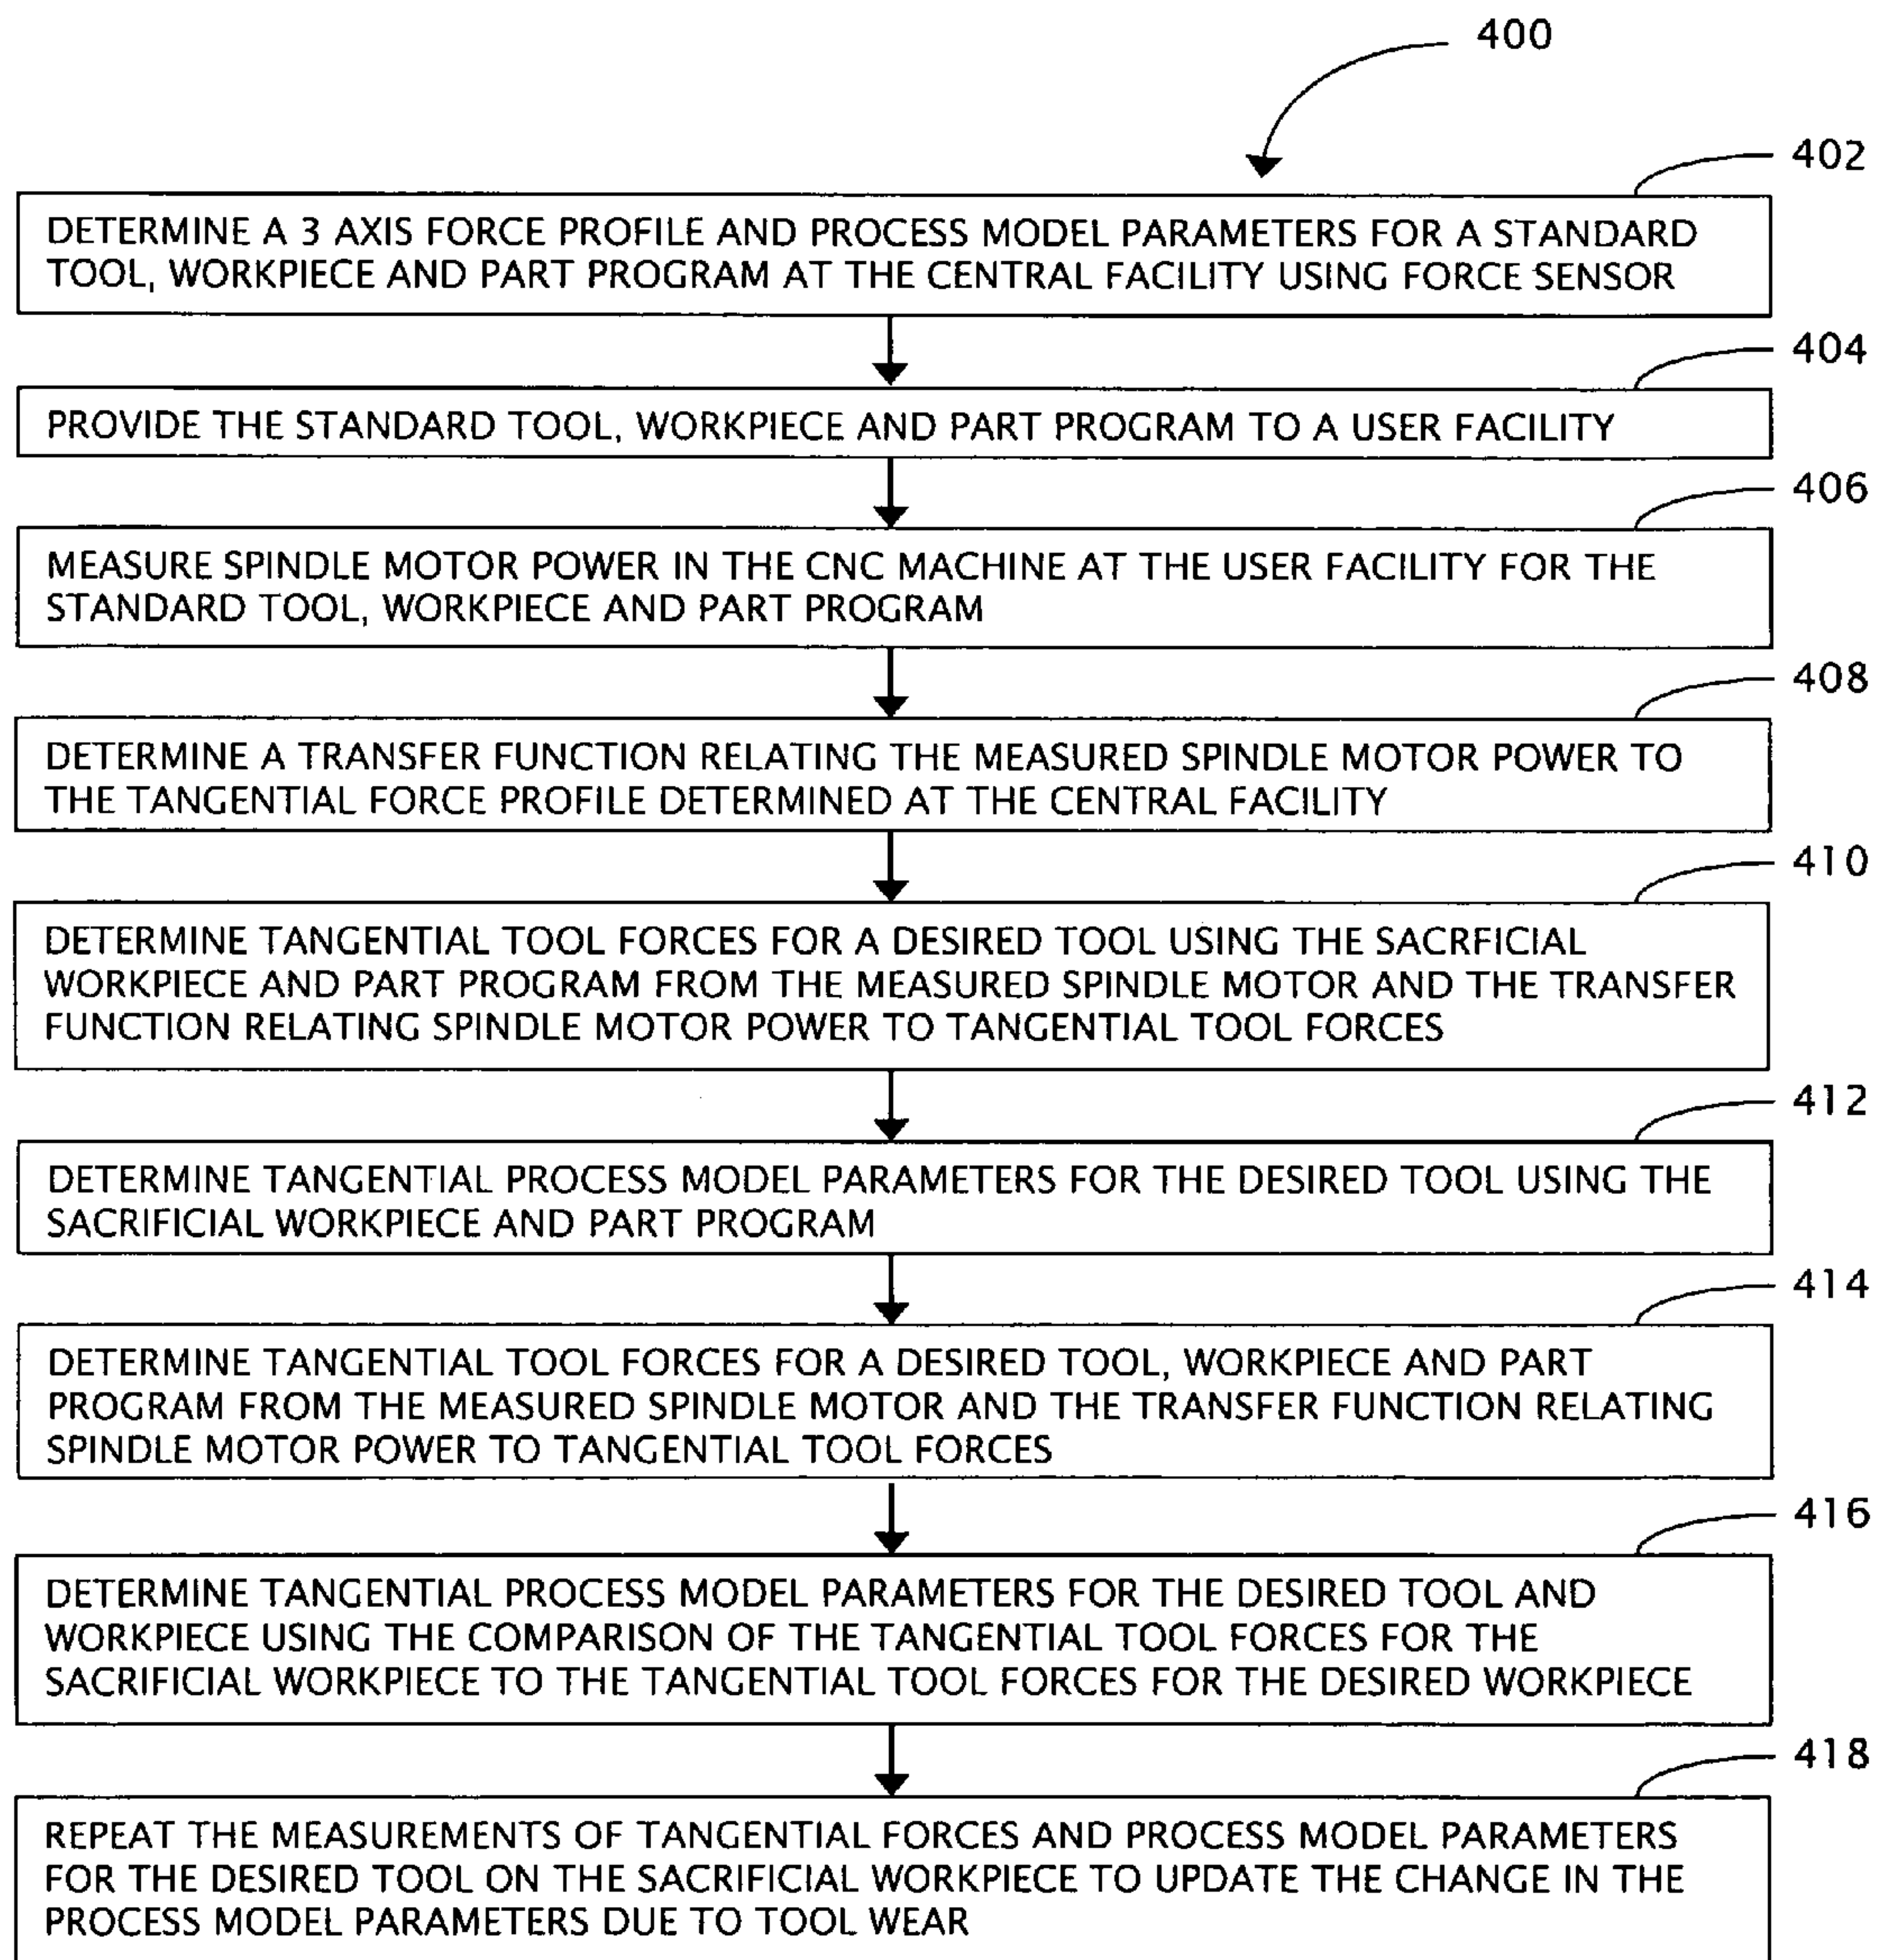 400
402
DETERMINE A 3 AXIS FORCE PROFILE AND PROCESS MODEL PARAMETERS FOR A STANDARD
TOOL, WORKPIECE AND PART PROGRAM AT THE CENTRAL FACILITY USING FORCE SENSOR
404
PROVIDE THE STANDARD TOOL, WORKPIECE AND PART PROGRAM TO A USER FACILITY
406
MEASURE SPINDLE MOTOR POWER IN THE CNC MACHINE AT THE USER FACILITY FOR THE
STANDARD TOOL, WORKPIECE AND PART PROGRAM
408
DETERMINE A TRANSFER FUNCTION RELATING THE MEASURED SPINDLE MOTOR POWER TO
THE TANGENTIAL FORCE PROFILE DETERMINED AT THE CENTRAL FACILITY
410
DETERMINE TANGENTIAL TOOL FORCES FOR A DESIRED TOOL USING THE SACRFICIAL
WORKPIECE AND PART PROGRAM FROM THE MEASURED SPINDLE MOTOR AND THE TRANSFER
FUNCTION RELATING SPINDLE MOTOR POWER TO TANGENTIAL TOOL FORCES
412
DETERMINE TANGENTIAL PROCESS MODEL PARAMETERS FOR THE DESIRED TOOL USING THE
SACRIFICIAL WORKPIECE AND PART PROGRAM
414
DETERMINE TANGENTIAL TOOL FORCES FOR A DESIRED TOOL, WORKPIECE AND PART
PROGRAM FROM THE MEASURED SPINDLE MOTOR AND THE TRANSFER FUNCTION RELATING
SPINDLE MOTOR POWER TO TANGENTIAL TOOL FORCES
416
DETERMINE TANGENTIAL PROCESS MODEL PARAMETERS FOR THE DESIRED TOOL AND
WORKPIECE USING THE COMPARISON OF THE TANGENTIAL TOOL FORCES FOR THE
SACRIFICIAL WORKPIECE TO THE TANGENTIAL TOOL FORCES FOR THE DESIRED WORKPIECE
418
REPEAT THE MEASUREMENTS OF TANGENTIAL FORCES AND PROCESS MODEL PARAMETERS
FOR THE DESIRED TOOL ON THE SACRIFICIAL WORKPIECE TO UPDATE THE CHANGE IN THE
PROCESS MODEL PARAMETERS DUE TO TOOL WEAR